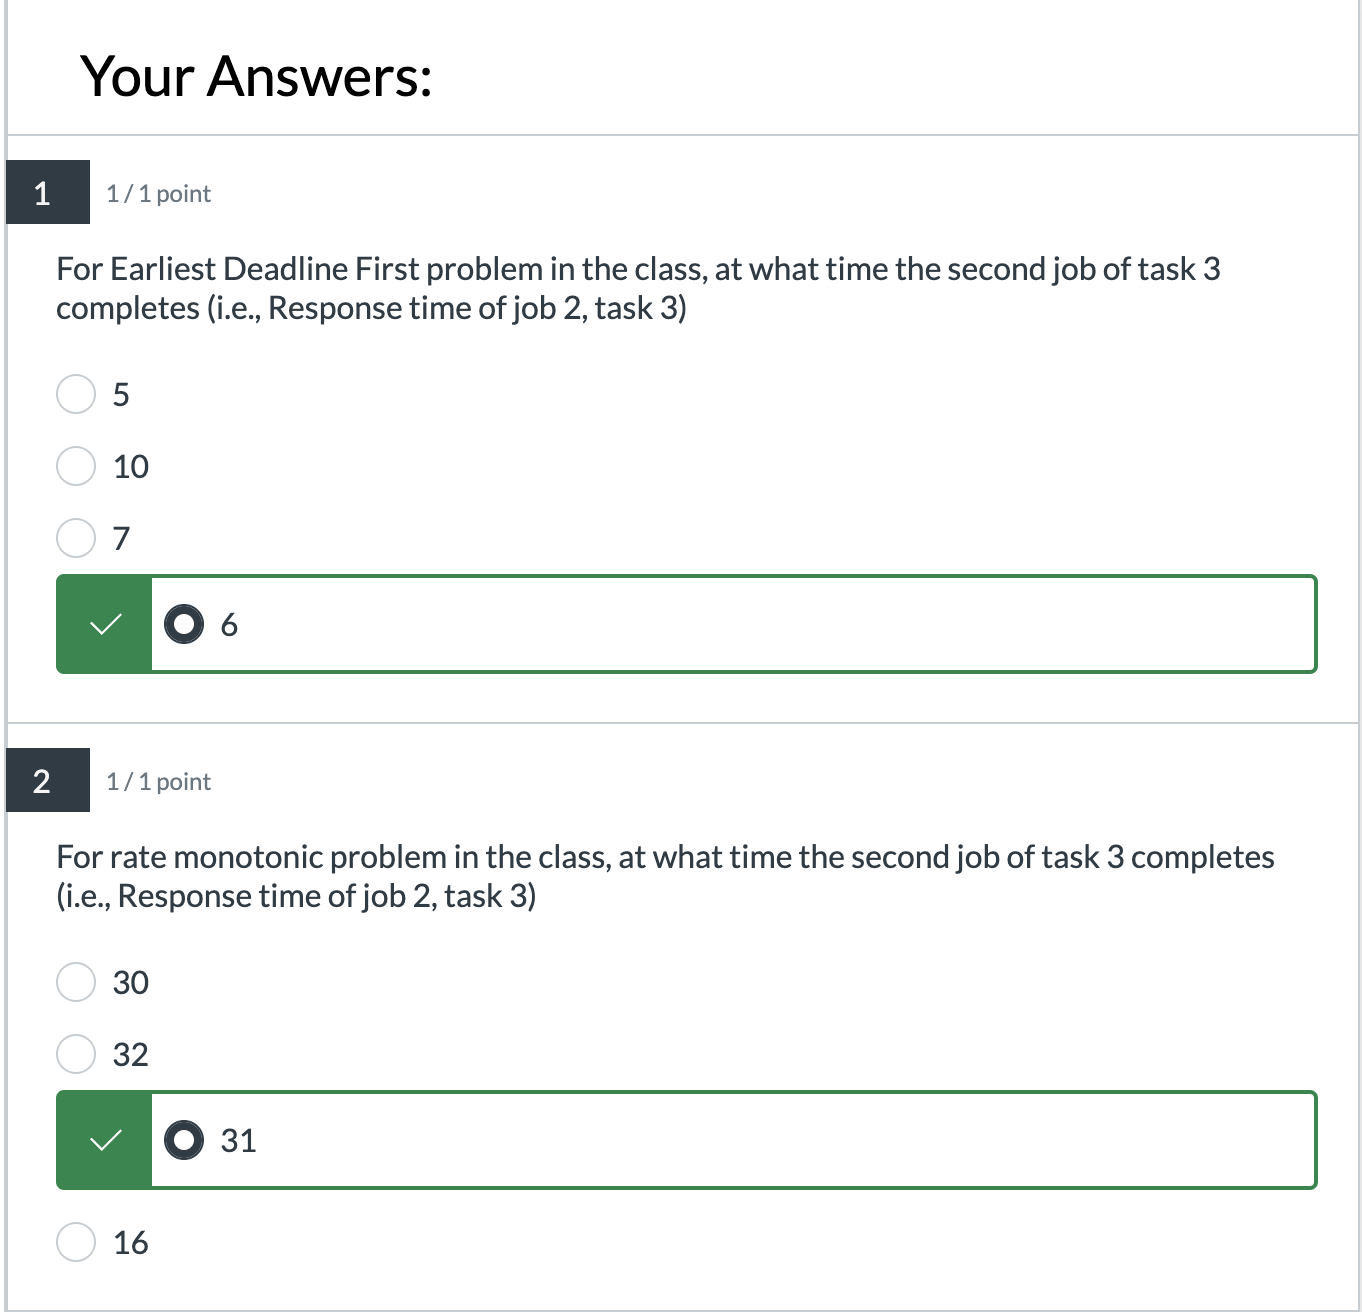 Your Answers:
1
1 / 1 point
For Earliest Deadline First problem in the class, at what time the second job of task 3
completes (i.e., Response time of job 2, task 3)
5
10
7
6
2
1 / 1 point
For rate monotonic problem in the class, at what time the second job of task 3 completes
(i.e., Response time of job 2, task 3)
30
32
31
16